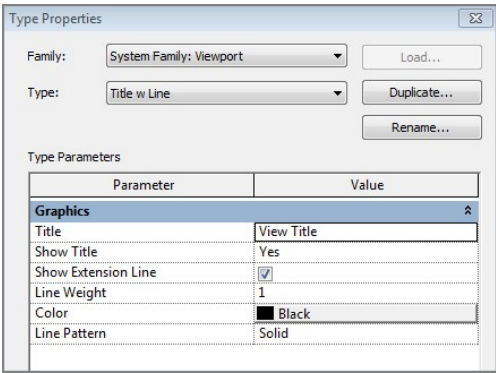 Type Properties
Family: System Family: Viewport Load...
Type: Title w Line Duplicate...
Rename...
Type Parameters
Parameter Value
Graphics
Title View Title
Show Title Yes
Show Extension Line
Line Weight 1
Color Black
Line Pattern Solid